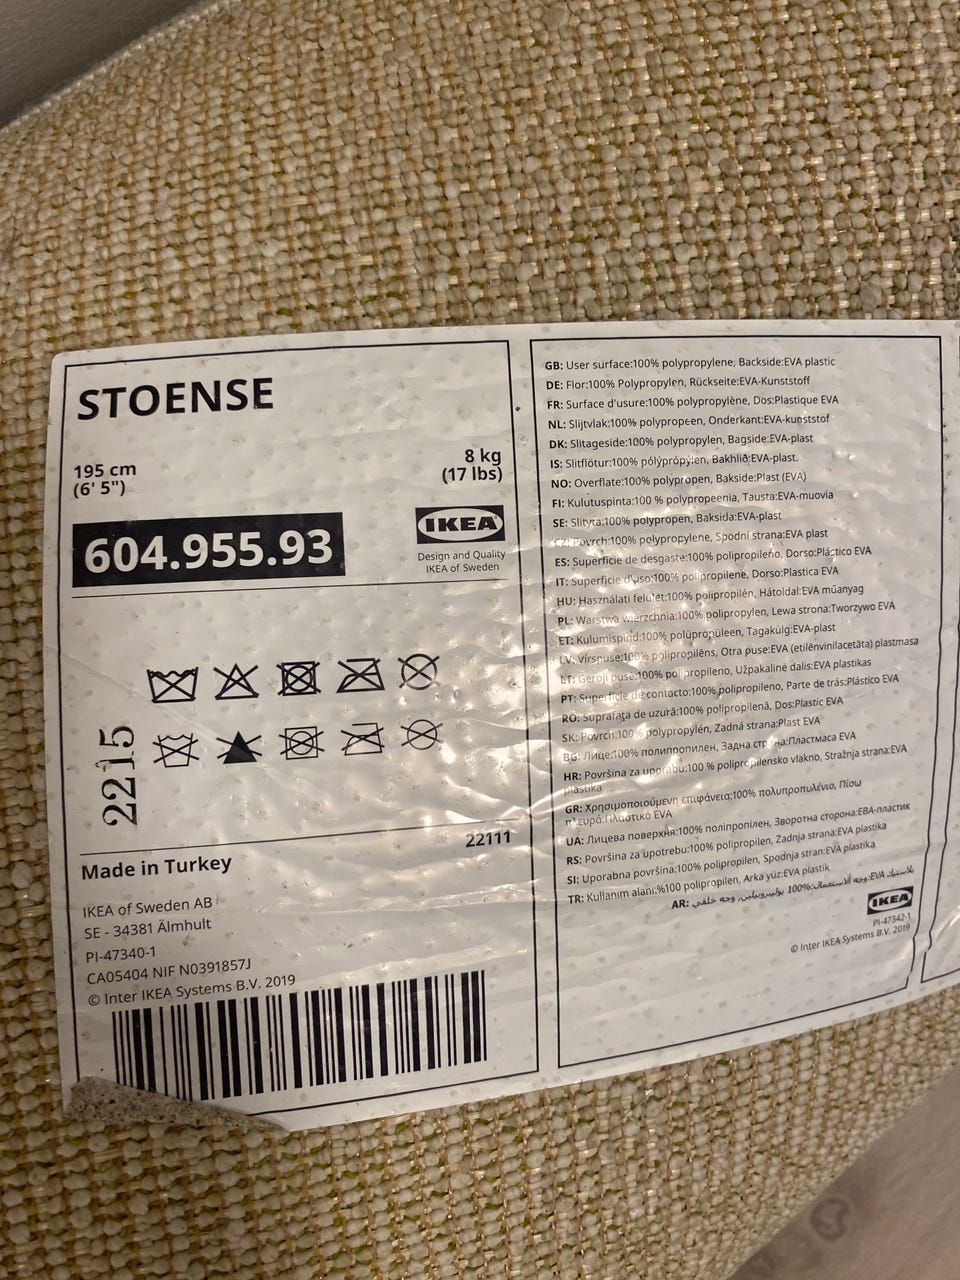 STOENSE
195 cm
(6' 5")
8 kg
(17 lbs)
604.955.93
IKEA
Design and Quality
IKEA of Sweden
2215
22111
Made in Turkey
IKEA of Sweden AB
SE - 34381 Älmhult
PI-47340-1
CA05404 NIF N0391857J
© Inter IKEA Systems B.V. 2019
GB: User surface:100% polypropylene, Backside:EVA plastic
DE: Flor:100% Polypropylen, Rückseite:EVA-Kunststoff
FR: Surface d'usure:100% polypropylène, Dos:Plastique EVA
NL: Slijtvlak:100% polypropeen, Onderkant:EVA-kunststof
DK: Slitageside:100% polypropylen, Bagside:EVA-plast
IS: Slitflötur:100% pólýprópýlen, Bakhlið:EVA-plast.
NO: Overflate:100% polypropen, Bakside:Plast (EVA)
FI: Kulutuspinta:100 % polypropeenia, Tausta:EVA-muovia
SE: Slityta:100% polypropen, Baksida:EVA-plast
CZ: Povrch:100% polypropylene, Spodní strana:EVA plast
ES: Superficie de desgaste:100% polipropileno, Dorso:Plástico EVA
IT: Superficie d'uso:100% polipropilene, Dorso:Plastica EVA
HU: Használati felület:100% polipropilén, Hátoldal:EVA műanyag
PL: Warstwa wierzchnia:100% polipropylen, Lewa strona:Tworzywo EVA
ET: Kulumispind:100% polüpropüleen, Tagakülg:EVA-plast
LV: Virspuse:100% polipropilēns, Otra puse:EVA (etilēnvinilacetāta) plastmasa
LT: Geroji pusė:100% polipropileno, Užpakalinė dalis:EVA plastikas
PT: Superfície de contacto:100% polipropileno, Parte de trás:Plástico EVA
RO: Suprafaţa de uzură:100% polipropilenă, Dos:Plastic EVA
SK: Povrch:100% polypropylén, Zadná strana:Plast EVA
BG: Лице:100% полипропилен, Задна страна:Пластмаса EVA
HR: Površina za uporabu:100 % polipropilensko vlakno, Stražnja strana:EVA
plastika
GR: Χρησιμοποιούμενη επιφάνεια:100% πολυπροπυλένιο, Πίσω
πλευρά:Πλαστικό EVA
UA: Лицева поверхня:100% поліпропілен, Зворотна сторона:ЕВА-пластик
RS: Površina za upotrebu:100% polipropilen, Zadnja strana:EVA plastika
SI: Uporabna površina:100% polipropilen, Spodnja stran:EVA plastika
TR: Kullanim alani:%100 polipropilen, Arka yüz:EVA plastik
AR: وجه الاستعمال:100% بوليبروبيلين، وجه خلفي:EVA بلاستيك
IKEA
PI-47342-1
© Inter IKEA Systems B.V. 2019